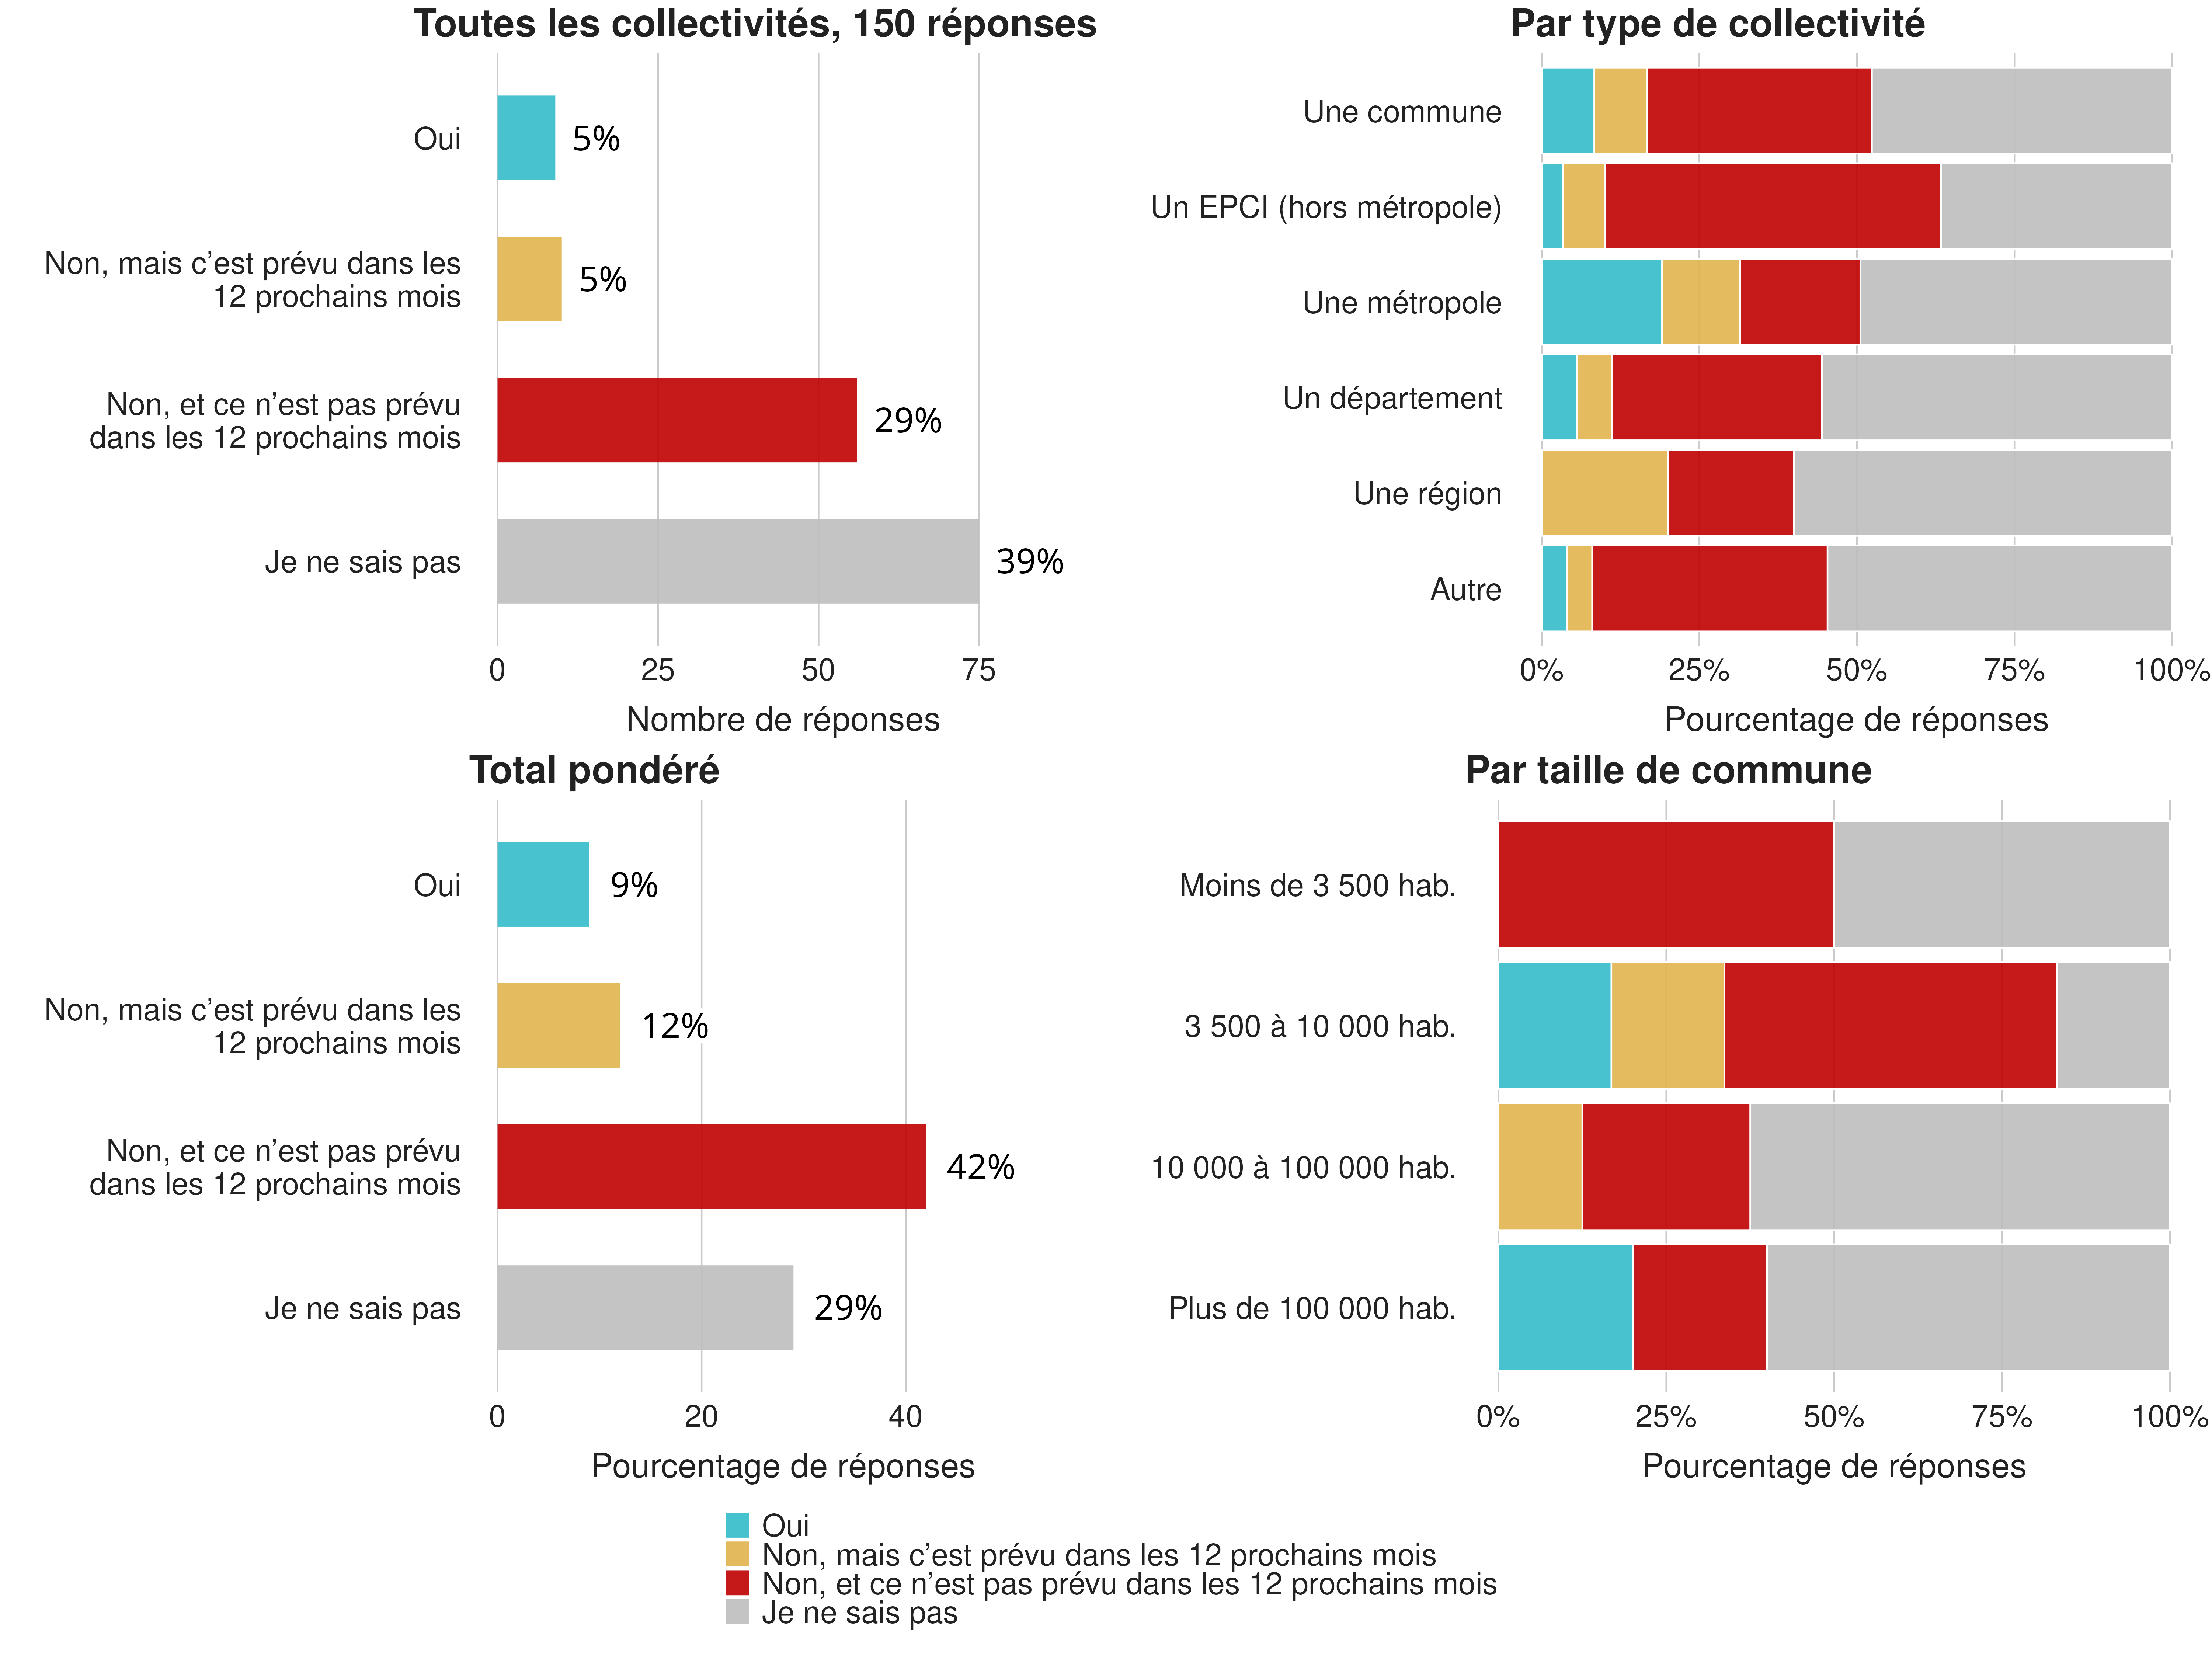 Toutes les collectivités, 150 réponses
Oui
5%
Non, mais c’est prévu dans les
12 prochains mois
5%
Non, et ce n’est pas prévu
dans les 12 prochains mois
29%
Je ne sais pas
39%
0 25 50 75
Nombre de réponses
Par type de collectivité
Une commune
Un EPCI (hors métropole)
Une métropole
Un département
Une région
Autre
0% 25% 50% 75% 100%
Pourcentage de réponses
Total pondéré
Oui
9%
Non, mais c’est prévu dans les
12 prochains mois
12%
Non, et ce n’est pas prévu
dans les 12 prochains mois
42%
Je ne sais pas
29%
0 20 40
Pourcentage de réponses
Par taille de commune
Moins de 3 500 hab.
3 500 à 10 000 hab.
10 000 à 100 000 hab.
Plus de 100 000 hab.
0% 25% 50% 75% 100%
Pourcentage de réponses
Oui
Non, mais c’est prévu dans les 12 prochains mois
Non, et ce n’est pas prévu dans les 12 prochains mois
Je ne sais pas